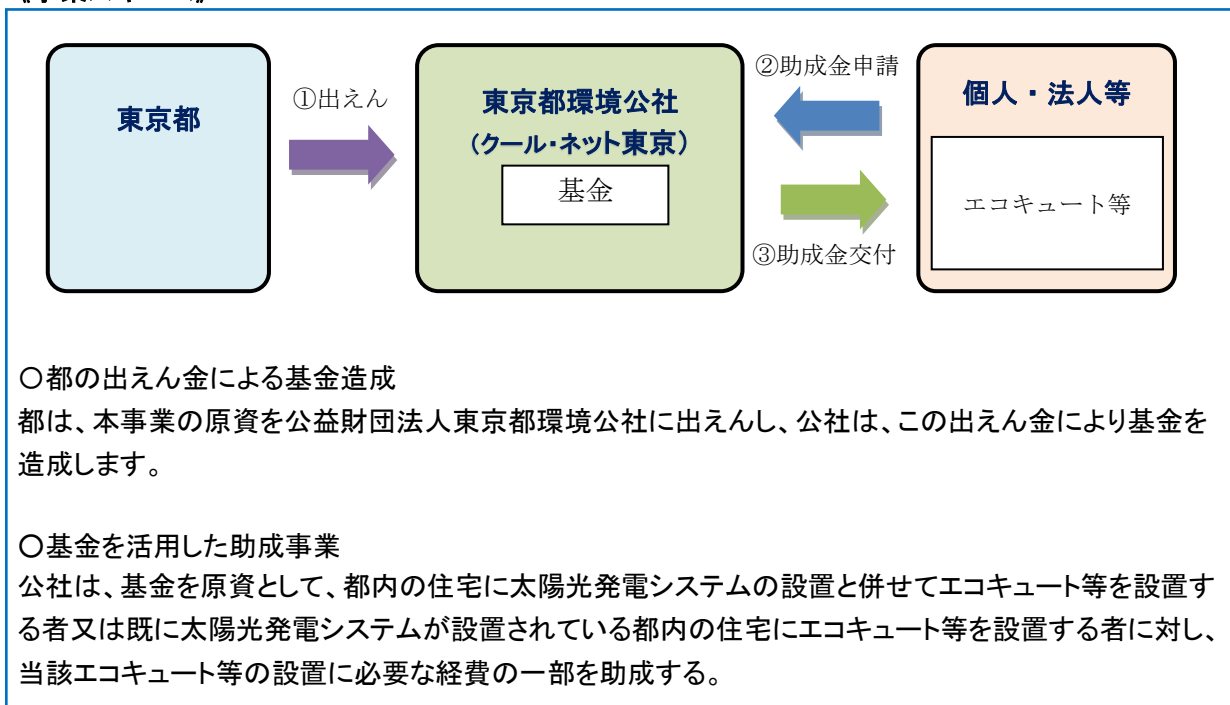 東京都
①出えん
東京都環境公社
(クール・ネット東京)
基金
②助成金申請
③助成金交付
個人・法人等
エコキュート等
〇都の出えん金による基金造成
都は、本事業の原資を公益財団法人東京都環境公社に出えんし、公社は、この出えん金により基金を
造成します。
〇基金を活用した助成事業
公社は、基金を原資として、都内の住宅に太陽光発電システムの設置と併せてエコキュート等を設置す
る者又は既に太陽光発電システムが設置されている都内の住宅にエコキュート等を設置する者に対し、
当該エコキュート等の設置に必要な経費の一部を助成する。